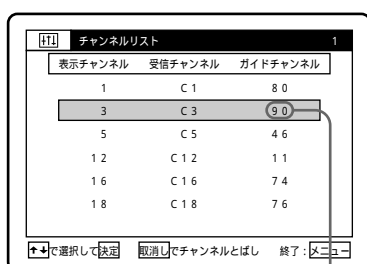 チャンネルリスト 1
表示チャンネル 受信チャンネル ガイドチャンネル
1 C1 80
3 C3 90
5 C5 46
12 C12 11
16 C16 74
18 C18 76
↑↓で選択して決定 取消しでチャンネルとばし 終了:メニュー